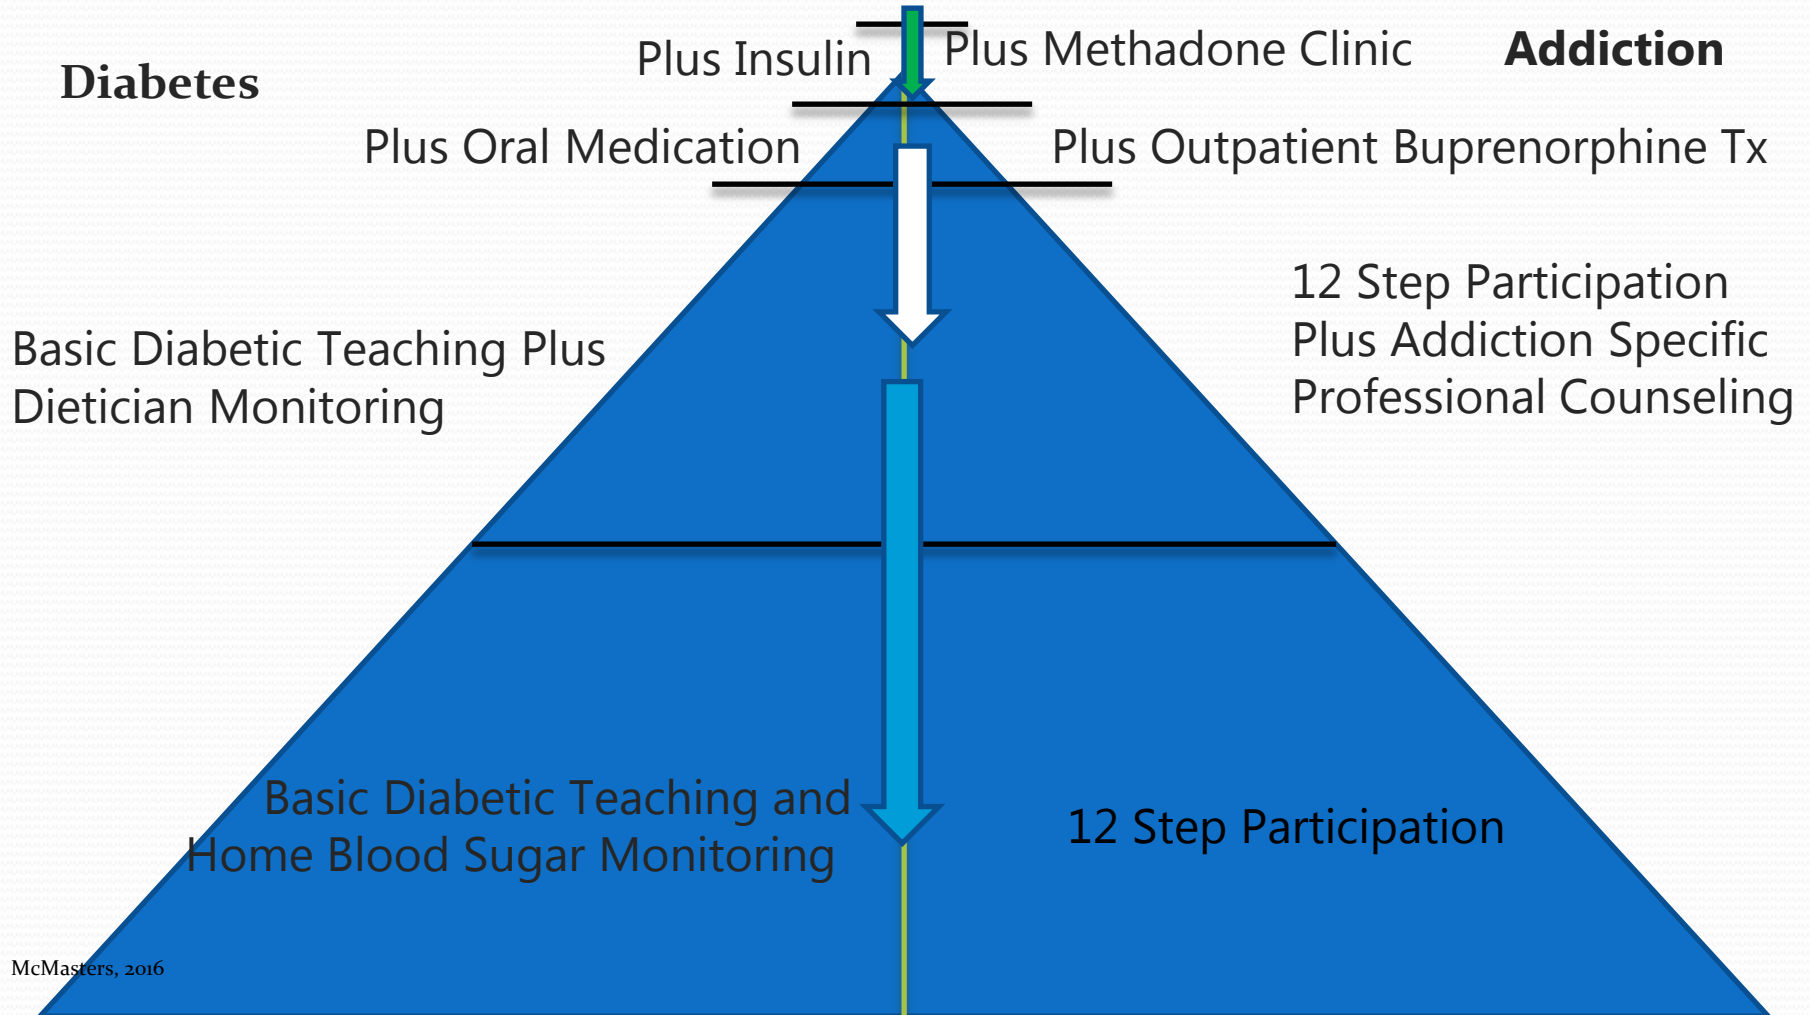 Diabetes
Plus Insulin
Plus Methadone Clinic
Addiction
Plus Oral Medication
Plus Outpatient Buprenorphine Tx
Basic Diabetic Teaching Plus
Dietician Monitoring
12 Step Participation
Plus Addiction Specific
Professional Counseling
Basic Diabetic Teaching and
Home Blood Sugar Monitoring
12 Step Participation
McMasters, 2016